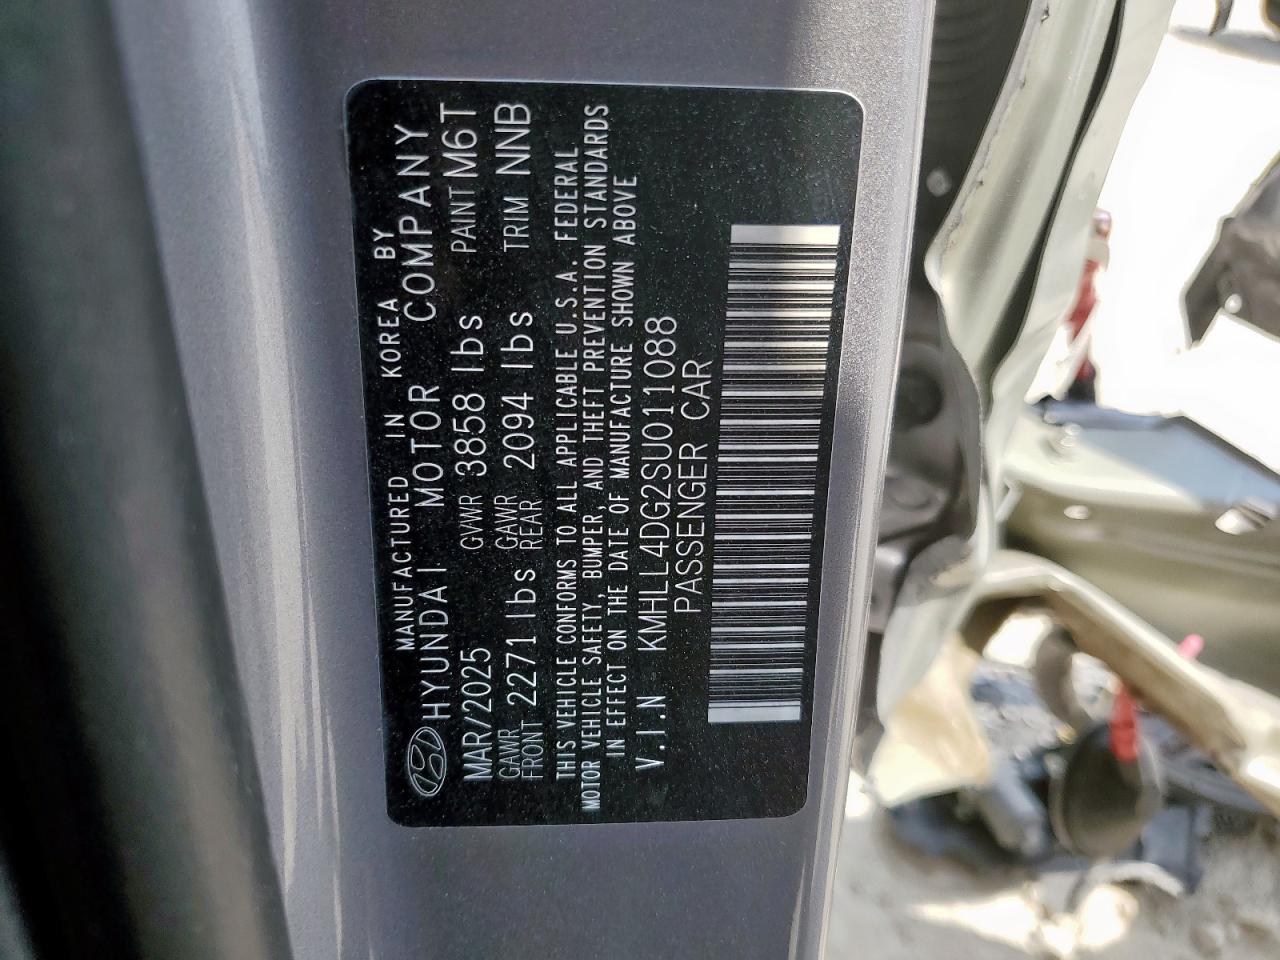 MANUFACTURED IN KOREA BY
HYUNDAI MOTOR COMPANY
MAR/2025 GVWR 3858 lbs PAINT M6T
GAWR FRONT 2271 lbs GAWR REAR 2094 lbs TRIM NNB
THIS VEHICLE CONFORMS TO ALL APPLICABLE U.S.A. FEDERAL
MOTOR VEHICLE SAFETY, BUMPER, AND THEFT PREVENTION STANDARDS
IN EFFECT ON THE DATE OF MANUFACTURE SHOWN ABOVE
V.I.N KMHLL4DG2SU011088
PASSENGER CAR